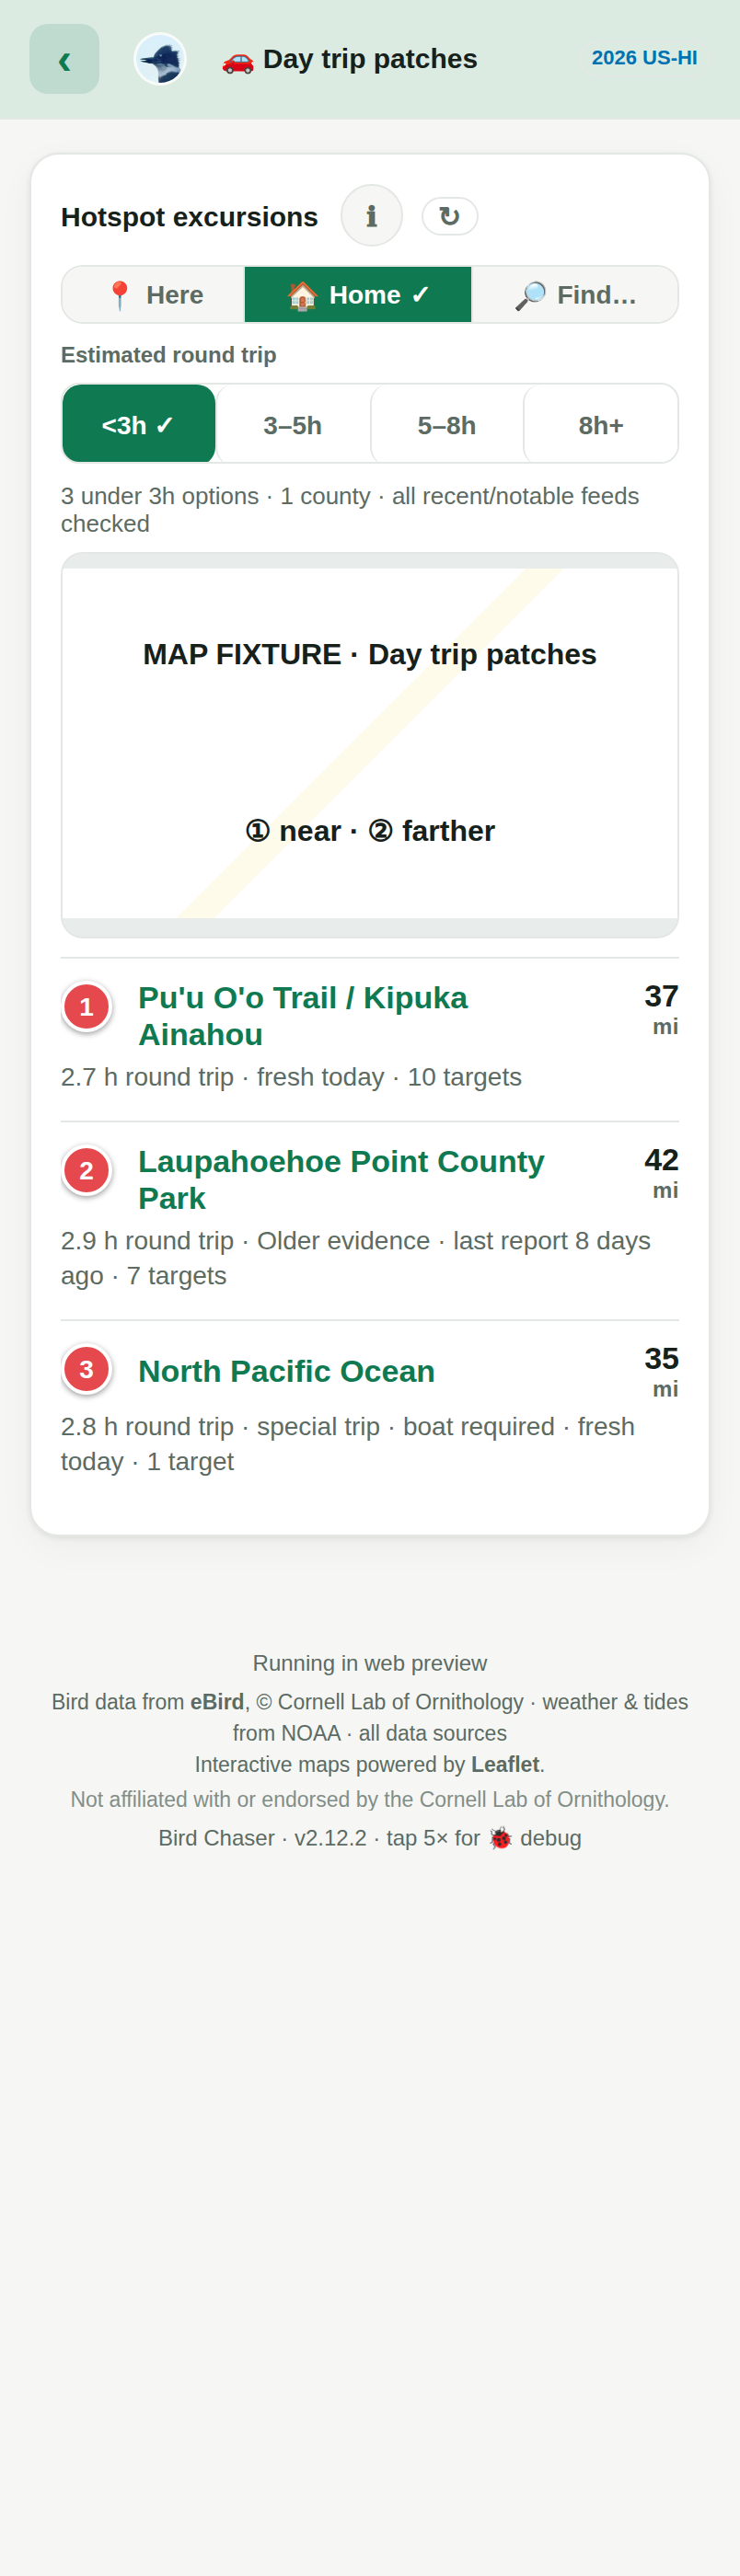 ‹ 🚗 Day trip patches 2026 US-HI
Hotspot excursions ℹ ↻
📍 Here 🏠 Home ✓ 🔎 Find…
Estimated round trip
<3h ✓ 3–5h 5–8h 8h+
3 under 3h options · 1 county · all recent/notable feeds
checked
MAP FIXTURE · Day trip patches
① near · ② farther
1 Pu'u O'o Trail / Kipuka 37
Ainahou mi
2.7 h round trip · fresh today · 10 targets
2 Laupahoehoe Point County 42
Park mi
2.9 h round trip · Older evidence · last report 8 days
ago · 7 targets
3 North Pacific Ocean 35
mi
2.8 h round trip · special trip · boat required · fresh
today · 1 target
Running in web preview
Bird data from eBird, © Cornell Lab of Ornithology · weather & tides
from NOAA · all data sources
Interactive maps powered by Leaflet.
Not affiliated with or endorsed by the Cornell Lab of Ornithology.
Bird Chaser · v2.12.2 · tap 5× for 🐞 debug